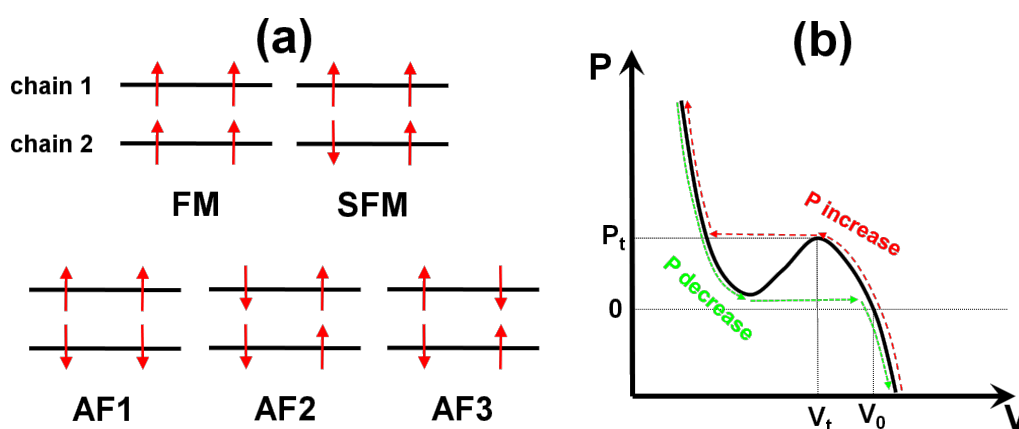 (a)
chain 1
chain 2
FM
SFM
AF1
AF2
AF3
(b)
P
P increase
Pt
P decrease
0
Vt
V0
V